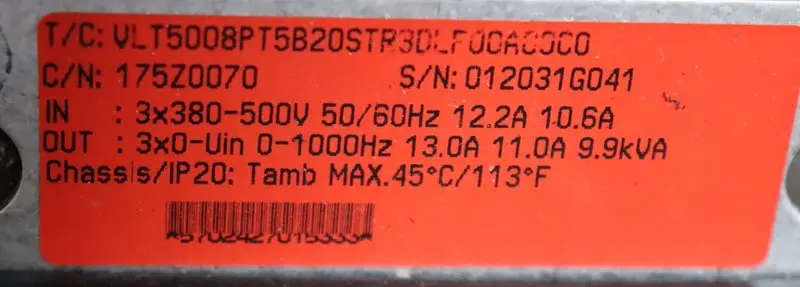 T/C: VLT5008PT5B20STR3DLF00A00C0
C/N: 175Z0070 S/N: 012031G041
IN : 3x380-500V 50/60Hz 12.2A 10.6A
OUT : 3x0-Uin 0-1000Hz 13.0A 11.0A 9.9kVA
Chassis/IP20: Tamb MAX.45°C/113°F